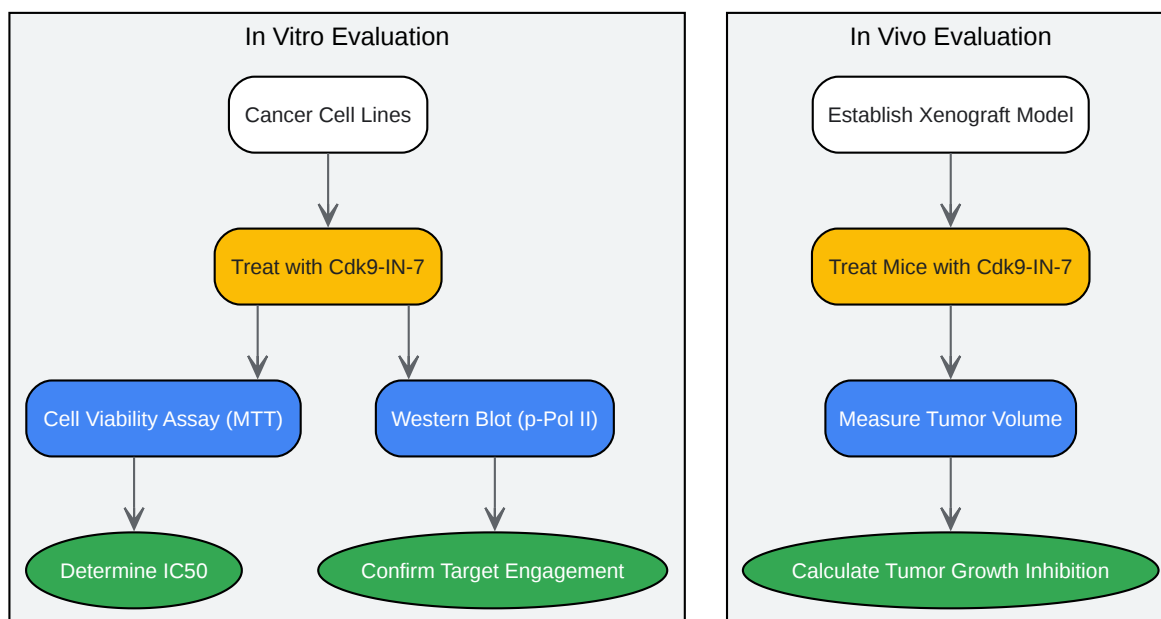 In Vitro Evaluation
Cancer Cell Lines
Treat with Cdk9-IN-7
Cell Viability Assay (MTT)
Western Blot (p-Pol II)
Determine IC50
Confirm Target Engagement
In Vivo Evaluation
Establish Xenograft Model
Treat Mice with Cdk9-IN-7
Measure Tumor Volume
Calculate Tumor Growth Inhibition